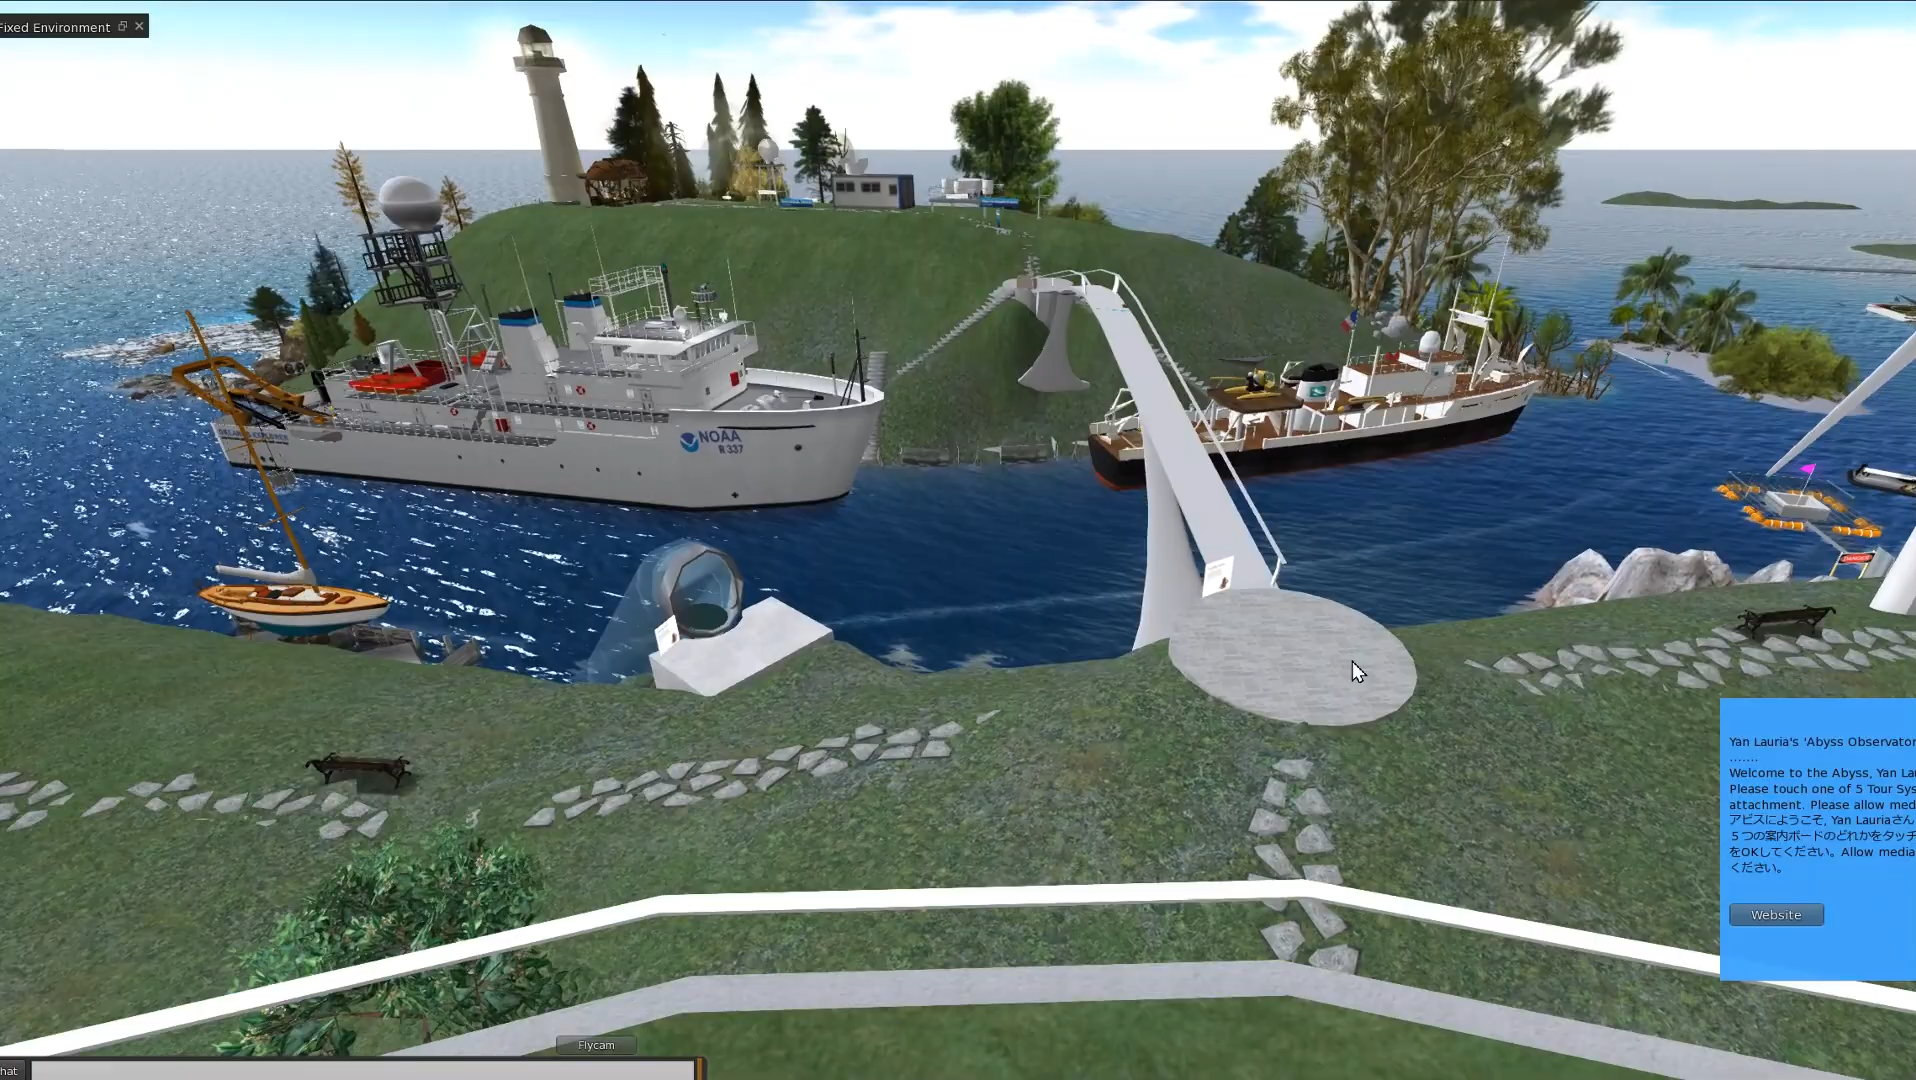 Fixed Environment
NOAA
R 337
Yan Lauria's 'Abyss Observator
.......
Welcome to the Abyss, Yan La
Please touch one of 5 Tour Sys
attachment. Please allow med
アビスにようこそ, Yan Lauriaさん
５つの案内ボードのどれかをタッチ
をOKしてください。Allow media
ください。
Website
Flycam
hat